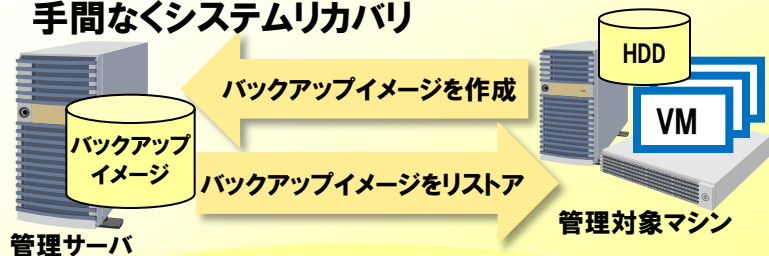 手間なくシステムリカバリ
HDD
バックアップイメージを作成
VM
バックアップ
イメージ
バックアップイメージをリストア
管理対象マシン
管理サーバ